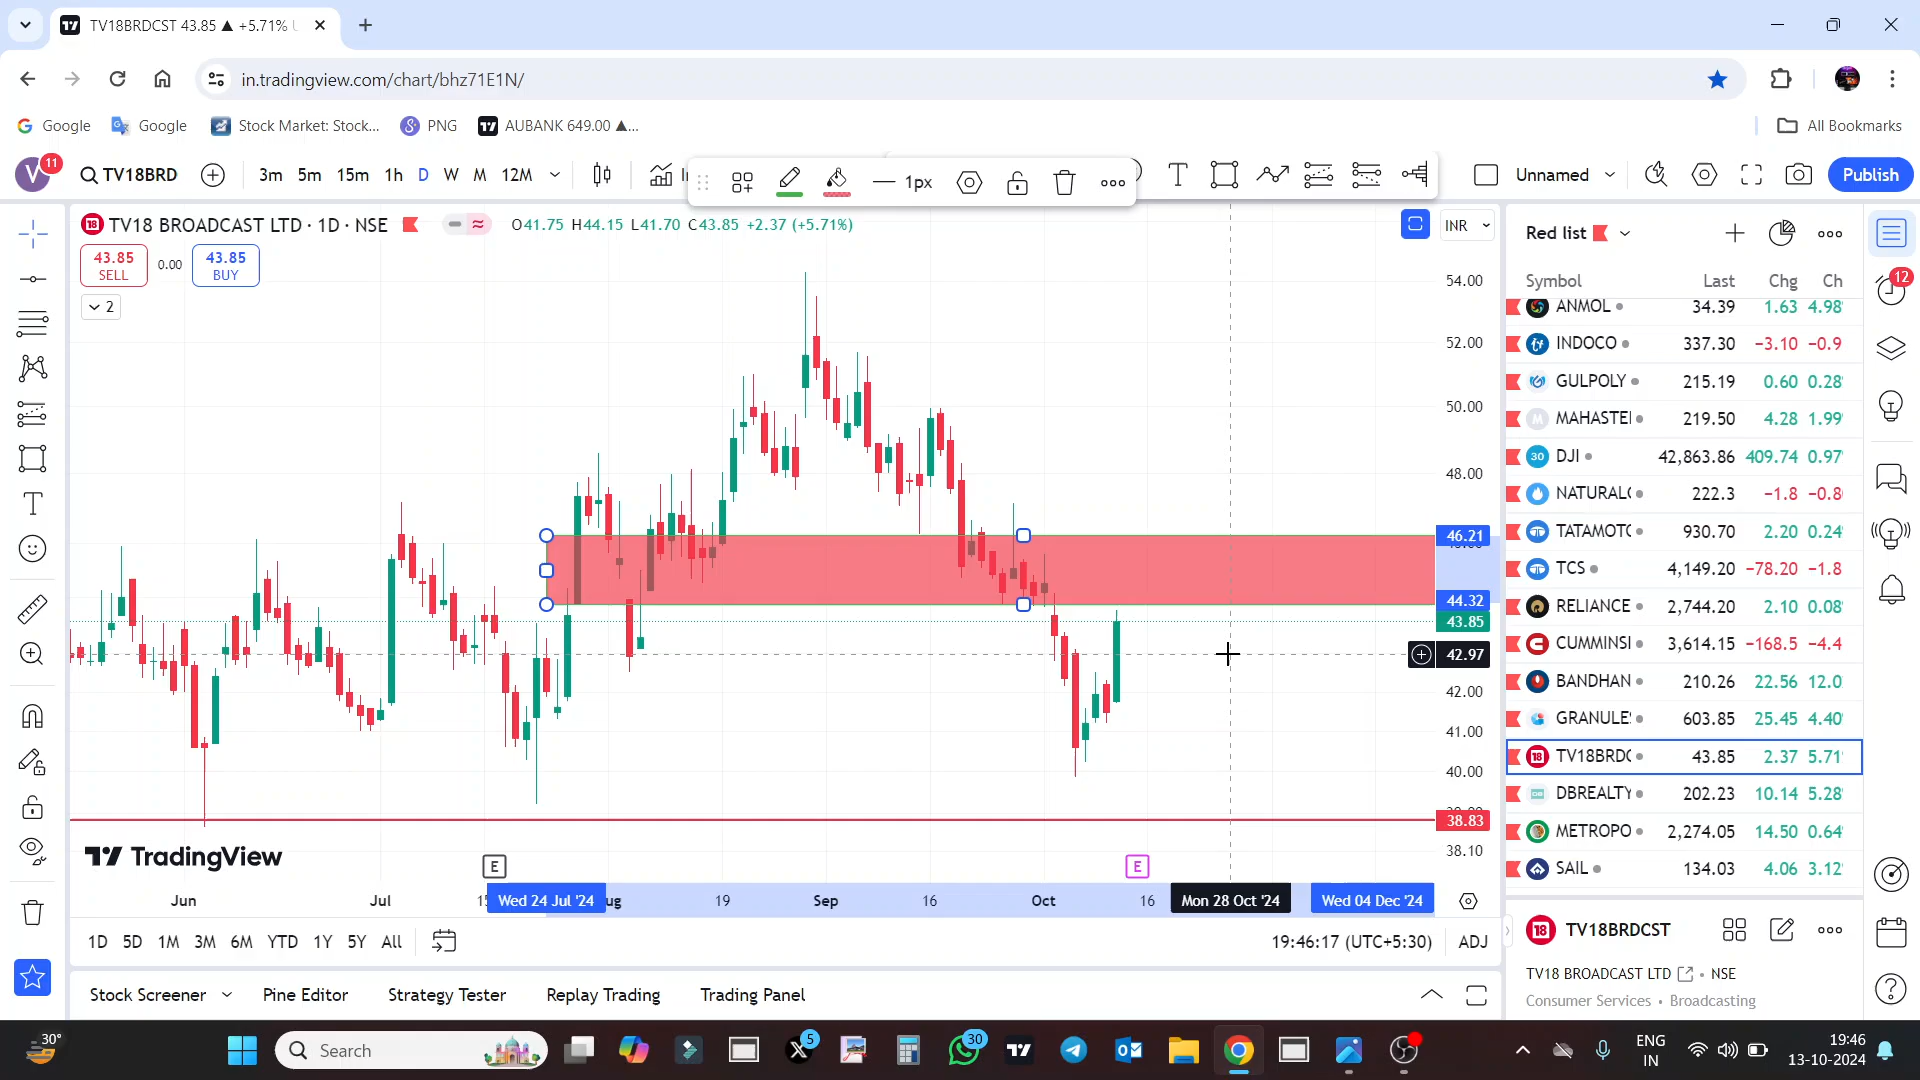 TV18BRDCST 43.85 ▲ +5.71%
in.tradingview.com/chart/bhz71E1N/
Google
Google
Stock Market: Stock...
PNG
AUBANK 649.00 ▲...
All Bookmarks
V 11
TV18BRD
3m 5m 15m 1h D W M 12M
1px
Unnamed
Publish
TV18 BROADCAST LTD · 1D · NSE
O41.75 H44.15 L41.70 C43.85 +2.37 (+5.71%)
INR
43.85 SELL
0.00
43.85 BUY
2
54.00
52.00
50.00
48.00
46.21
44.32
43.85
42.97
42.00
41.00
40.00
38.83
38.10
TradingView
E
E
Jun
Jul
Wed 24 Jul '24
ug
19
Sep
16
Oct
16
Mon 28 Oct '24
Wed 04 Dec '24
1D 5D 1M 3M 6M YTD 1Y 5Y All
19:46:17 (UTC+5:30)
ADJ
Stock Screener
Pine Editor
Strategy Tester
Replay Trading
Trading Panel
Red list
Symbol Last Chg Ch
ANMOL 34.39 1.63 4.98
INDOCO 337.30 −3.10 −0.9
GULPOLY 215.19 0.60 0.28
MAHASTE 219.50 4.28 1.99
DJI 42,863.86 409.74 0.97
NATURAL 222.3 −1.8 −0.8
TATAMOT 930.70 2.20 0.24
TCS 4,149.20 −78.20 −1.8
RELIANCE 2,744.20 2.10 0.08
CUMMINSI 3,614.15 −168.5 −4.4
BANDHAN 210.26 22.56 12.0
GRANULE 603.85 25.45 4.40
TV18BRD 43.85 2.37 5.71
DBREALTY 202.23 10.14 5.28
METROPO 2,274.05 14.50 0.64
SAIL 134.03 4.06 3.12
12
TV18BRDCST
TV18 BROADCAST LTD • NSE
Consumer Services • Broadcasting
30°
Search
5
30
ENG
IN
19:46
13-10-2024